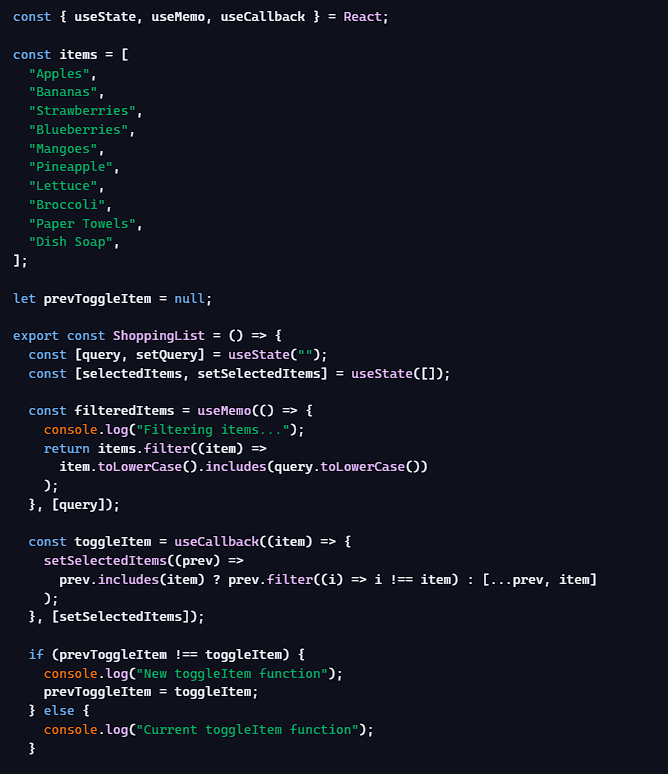 const { useState, useMemo, useCallback } = React;

const items = [
  "Apples",
  "Bananas",
  "Strawberries",
  "Blueberries",
  "Mangoes",
  "Pineapple",
  "Lettuce",
  "Broccoli",
  "Paper Towels",
  "Dish Soap",
];

let prevToggleItem = null;

export const ShoppingList = () => {
  const [query, setQuery] = useState("");
  const [selectedItems, setSelectedItems] = useState([]);

  const filteredItems = useMemo(() => {
    console.log("Filtering items...");
    return items.filter((item) =>
      item.toLowerCase().includes(query.toLowerCase())
    );
  }, [query]);

  const toggleItem = useCallback((item) => {
    setSelectedItems((prev) =>
      prev.includes(item) ? prev.filter((i) => i !== item) : [...prev, item]
    );
  }, [setSelectedItems]);

  if (prevToggleItem !== toggleItem) {
    console.log("New toggleItem function");
    prevToggleItem = toggleItem;
  } else {
    console.log("Current toggleItem function");
  }